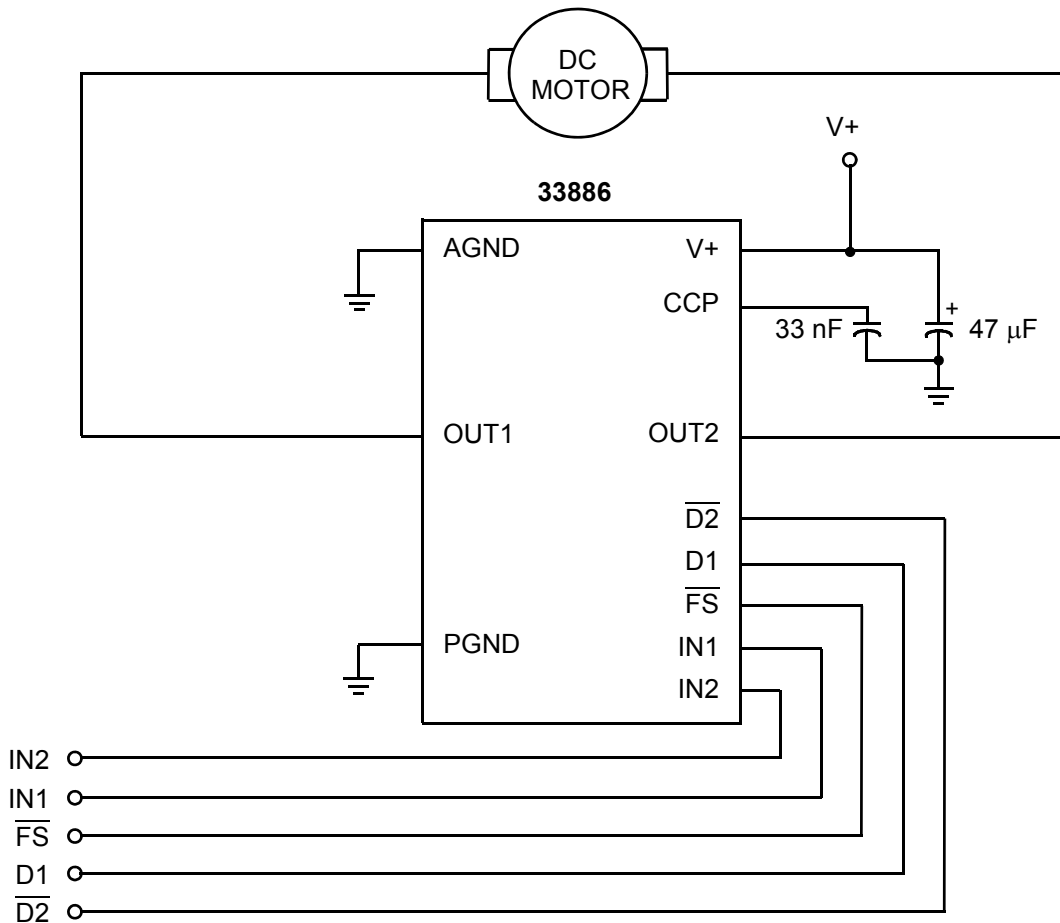 DC
MOTOR
V+
33886
AGND
V+
CCP
33 nF
+
47 μF
OUT1
OUT2
D2̅
D1
FS̅
PGND
IN1
IN2
IN2
IN1
FS̅
D1
D2̅